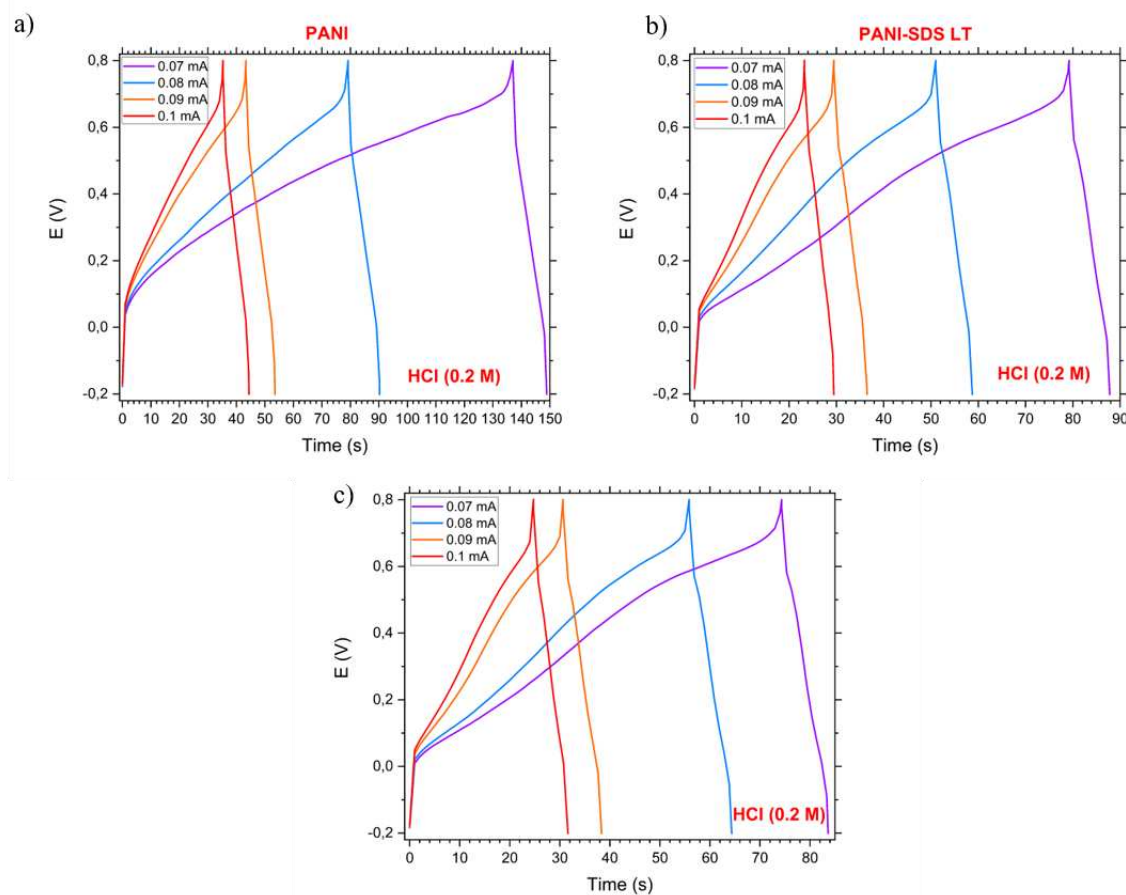 a)
PANI
0.07 mA
0.08 mA
0.09 mA
0.1 mA
0,8
0,6
0,4
0,2
0,0
-0,2
E (V)
HCl (0.2 M)
0 10 20 30 40 50 60 70 80 90 100 110 120 130 140 150
Time (s)
b)
PANI-SDS LT
0.07 mA
0.08 mA
0.09 mA
0.1 mA
0,8
0,6
0,4
0,2
0,0
-0,2
E (V)
HCl (0.2 M)
0 10 20 30 40 50 60 70 80 90
Time (s)
c)
0.07 mA
0.08 mA
0.09 mA
0.1 mA
0,8
0,6
0,4
0,2
0,0
-0,2
E (V)
HCl (0.2 M)
0 10 20 30 40 50 60 70 80
Time (s)